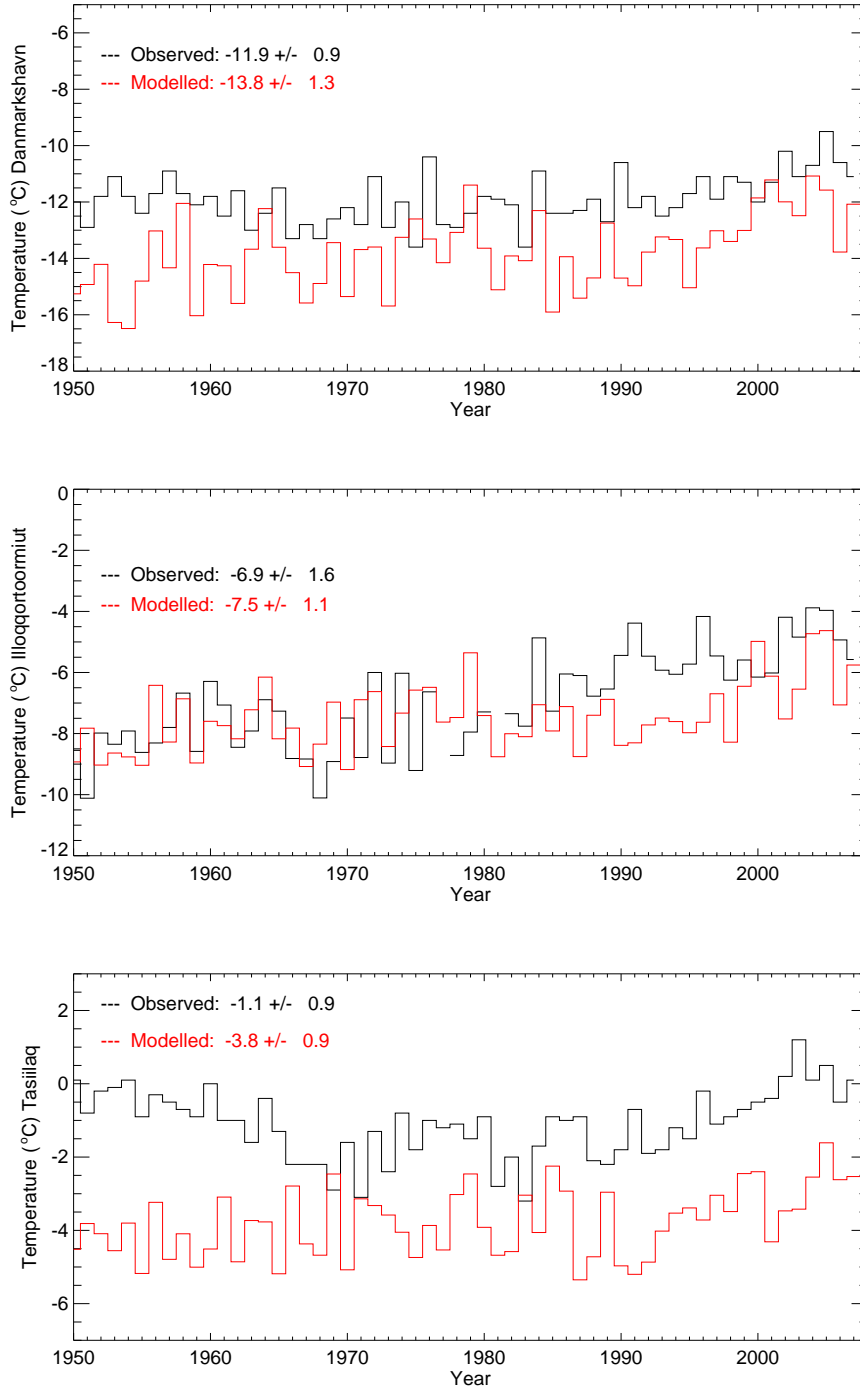 -6
-8
-10
-12
-14
-16
-18
Temperature (°C) Danmarkshavn
--- Observed: -11.9 +/- 0.9
--- Modelled: -13.8 +/- 1.3
1950 1960 1970 1980 1990 2000
Year
0
-2
-4
-6
-8
-10
-12
Temperature (°C) Illoqqortoormiut
--- Observed: -6.9 +/- 1.6
--- Modelled: -7.5 +/- 1.1
1950 1960 1970 1980 1990 2000
Year
2
0
-2
-4
-6
Temperature (°C) Tasiilaq
--- Observed: -1.1 +/- 0.9
--- Modelled: -3.8 +/- 0.9
1950 1960 1970 1980 1990 2000
Year